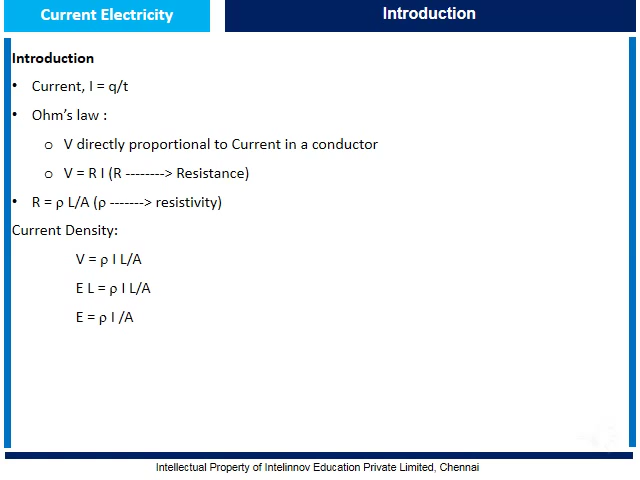 Current Electricity
Introduction
Introduction
• Current, I = q/t
• Ohm's law :
o V directly proportional to Current in a conductor
o V = R I (R --------> Resistance)
• R = ρ L/A (ρ -------> resistivity)
Current Density:
V = ρ I L/A
E L = ρ I L/A
E = ρ I /A
Intellectual Property of Intelinnov Education Private Limited, Chennai